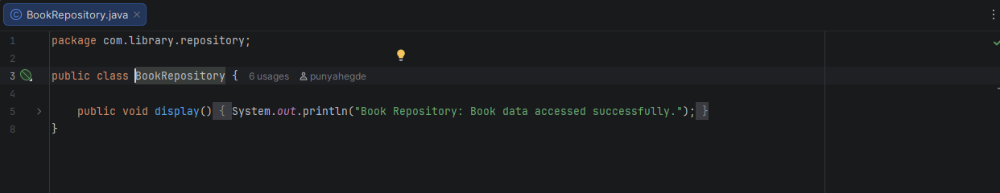 BookRepository.java
1 package com.library.repository;
2
3 public class BookRepository { 6 usages punyahegde
4
5 public void display() { System.out.println("Book Repository: Book data accessed successfully."); }
8 }